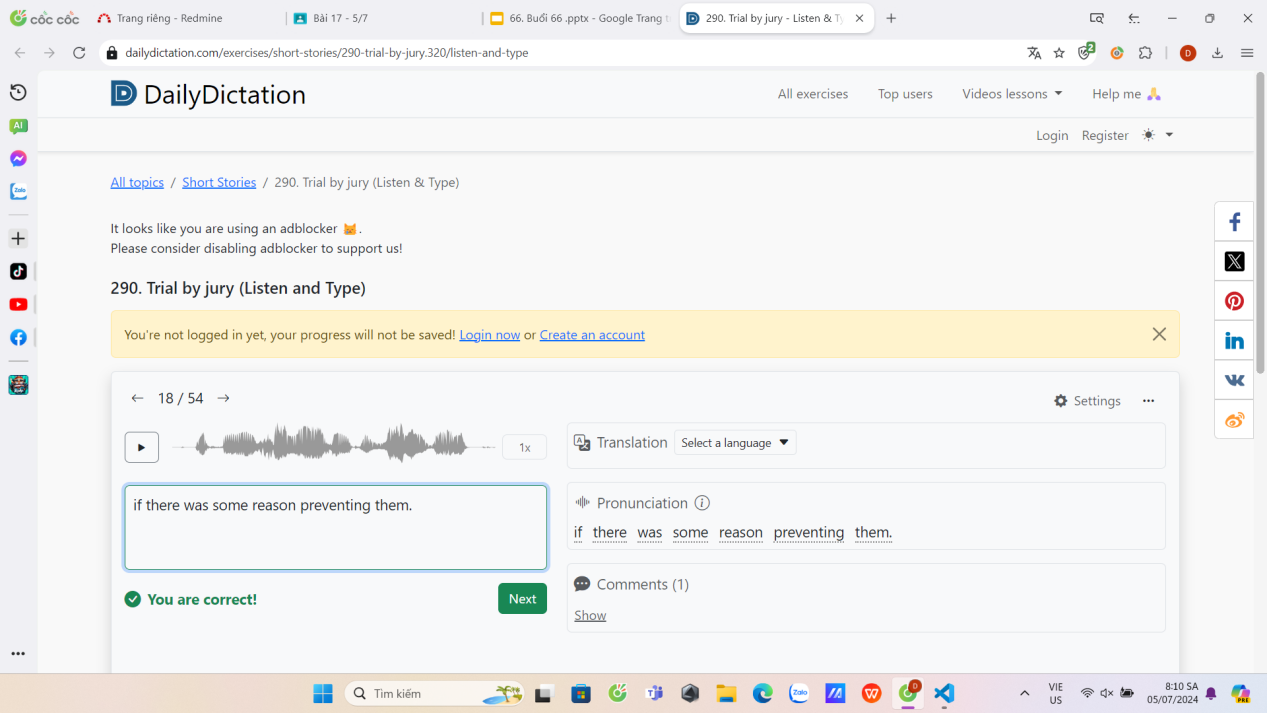 cốc cốc
Trang riêng - Redmine
Bài 17 - 5/7
66. Buổi 66 .pptx - Google Trang t
290. Trial by jury - Listen & Ty
dailydictation.com/exercises/short-stories/290-trial-by-jury.320/listen-and-type
2
D
AI
Zalo
DailyDictation
All exercises
Top users
Videos lessons
Help me
Login
Register
All topics / Short Stories / 290. Trial by jury (Listen & Type)
It looks like you are using an adblocker .
Please consider disabling adblocker to support us!
290. Trial by jury (Listen and Type)
You're not logged in yet, your progress will not be saved! Login now or Create an account
18 / 54
Settings
1x
Translation
Select a language
if there was some reason preventing them.
Pronunciation
if there was some reason preventing them.
You are correct!
Next
Comments (1)
Show
Tìm kiếm
Zalo
D
VIE
US
8:10 SA
05/07/2024
PRE